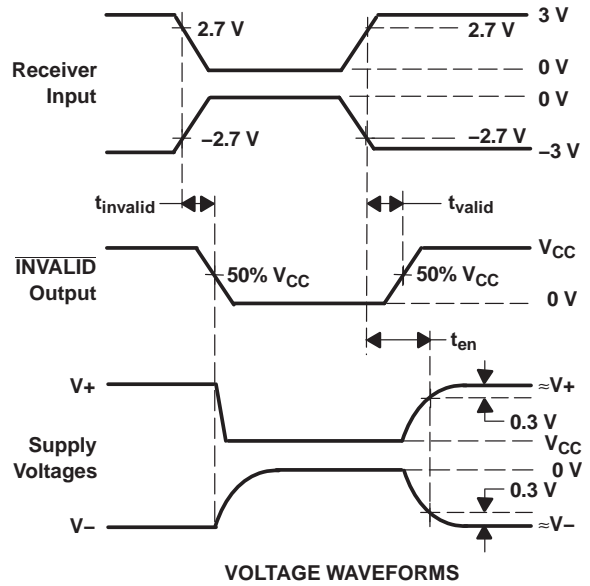 3 V
2.7 V
2.7 V
Receiver
Input
0 V
0 V
−2.7 V
−2.7 V
−3 V
tinvalid
tvalid
VCC
INVALID
Output
50% VCC
50% VCC
0 V
ten
V+
≈V+
0.3 V
Supply
Voltages
VCC
0 V
0.3 V
V−
≈V−
VOLTAGE WAVEFORMS